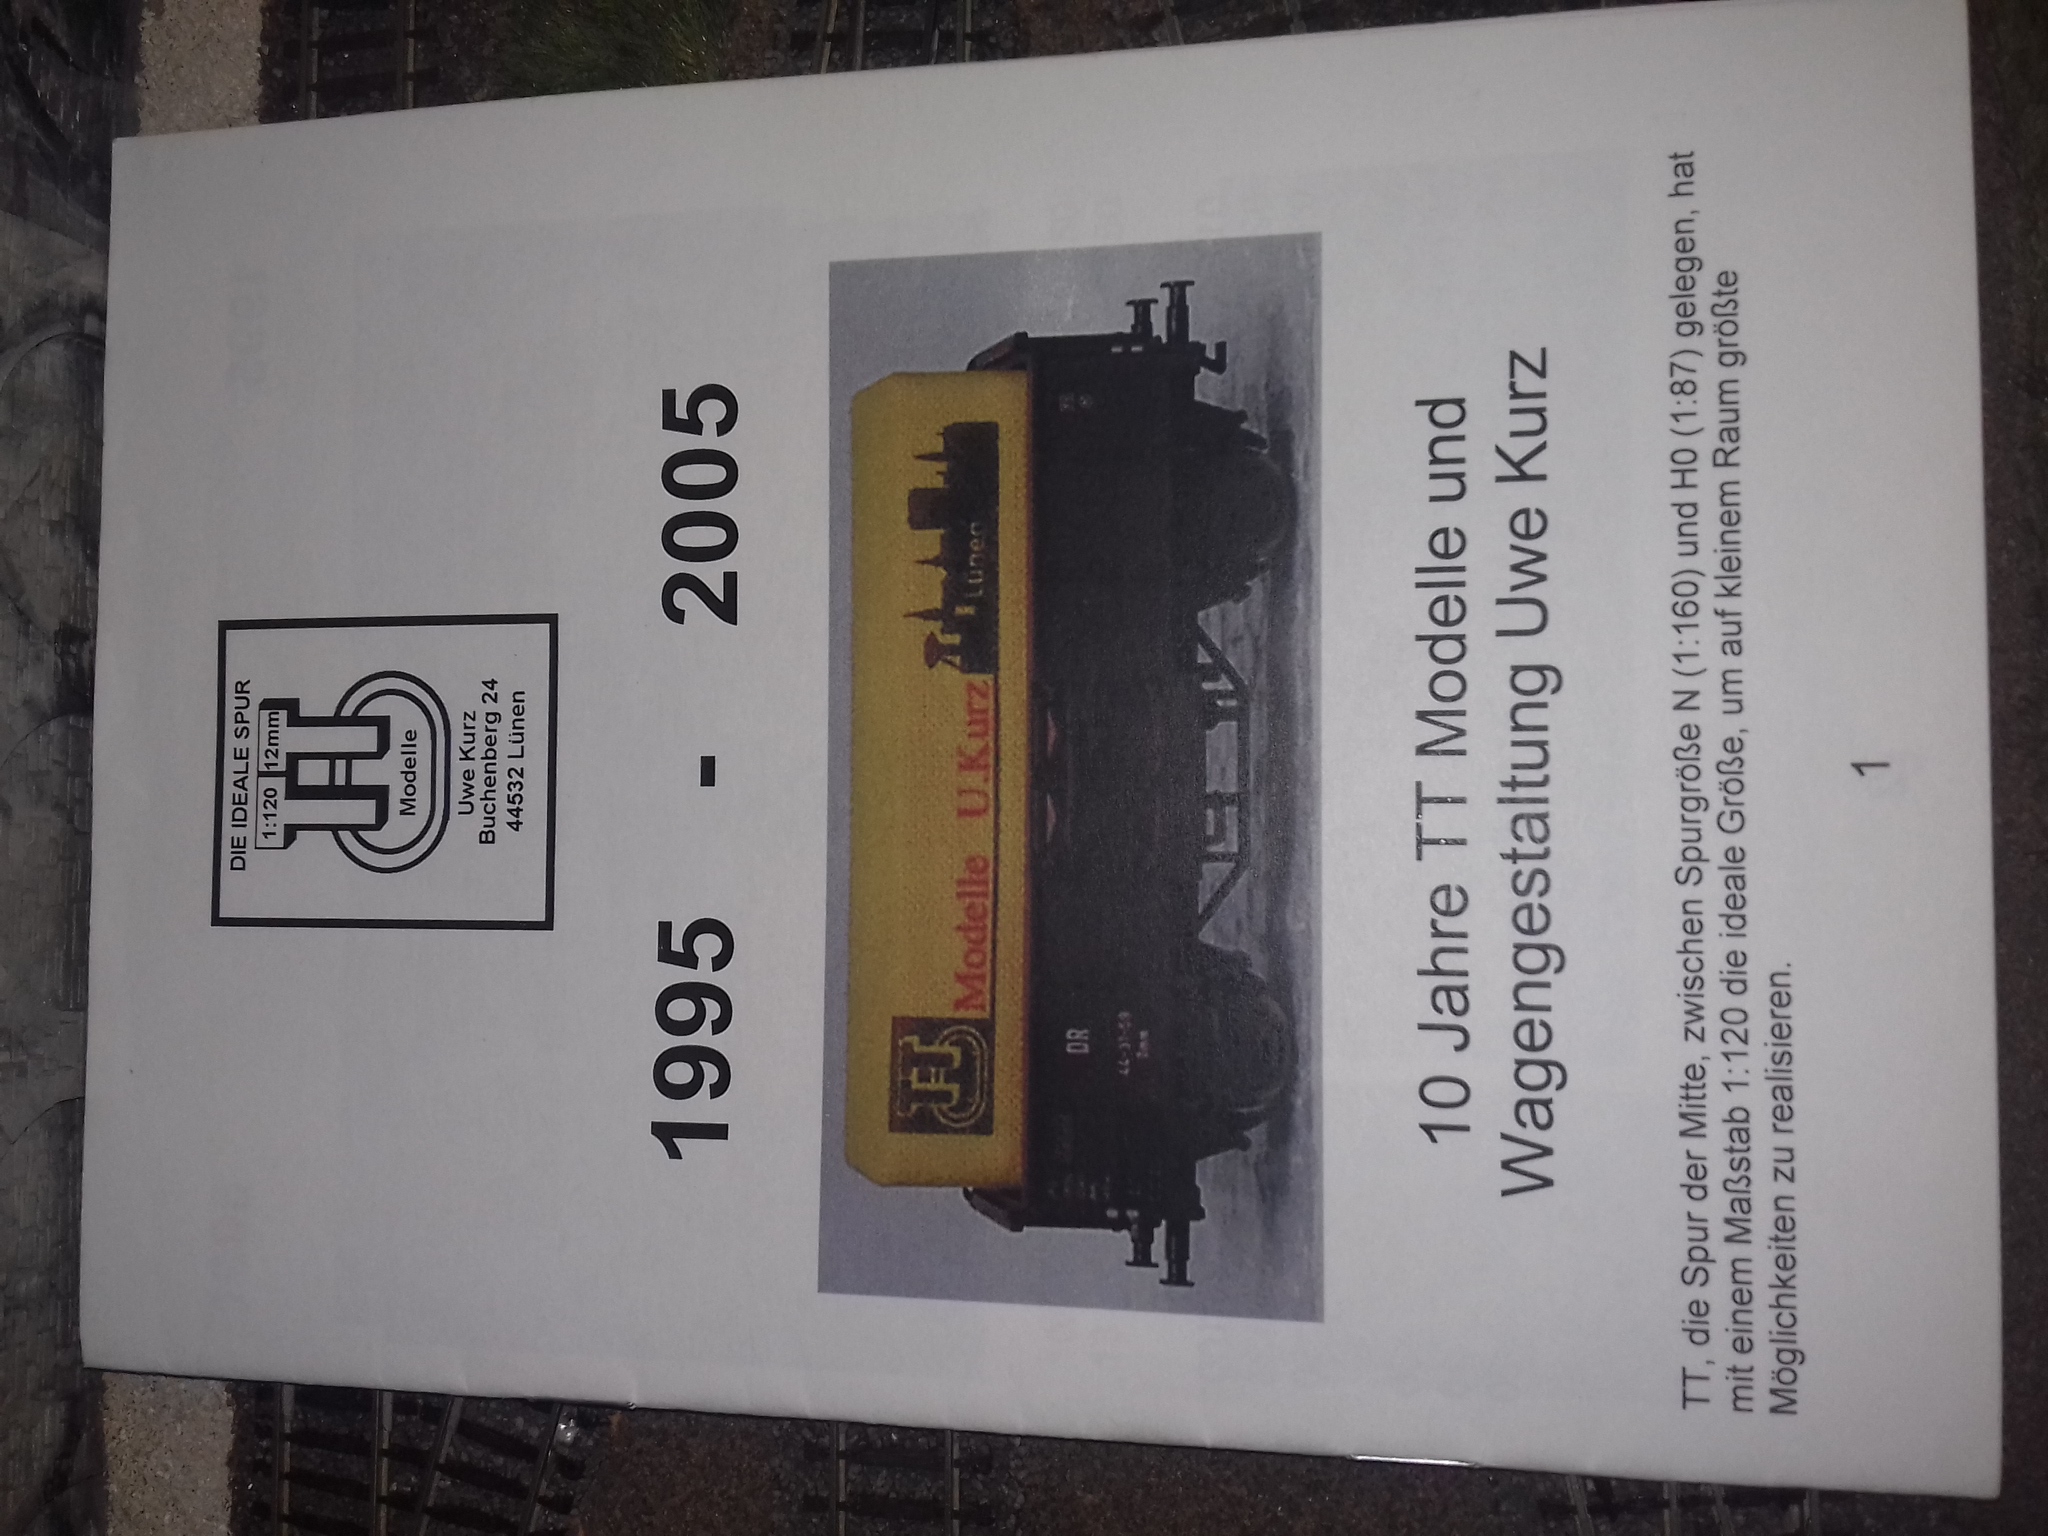 DIE IDEALE SPUR
1:120 12mm
TT
Modelle
Uwe Kurz
Buchenberg 24
44532 Lünen
1995 - 2005
TT
Modelle U.Kurz
Lünen
DR
10 Jahre TT Modelle und
Wagengestaltung Uwe Kurz
TT, die Spur der Mitte, zwischen Spurgröße N (1:160) und H0 (1:87) gelegen, hat
mit einem Maßstab 1:120 die ideale Größe, um auf kleinem Raum größte
Möglichkeiten zu realisieren.
1